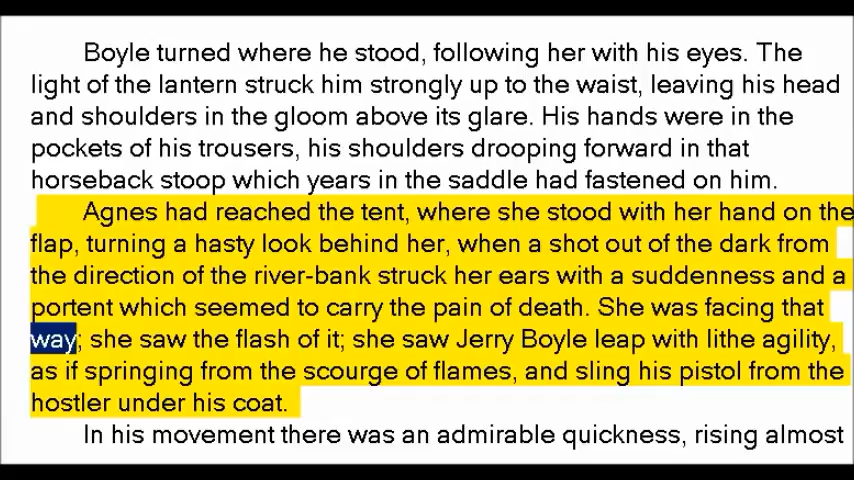 Boyle turned where he stood, following her with his eyes. The
light of the lantern struck him strongly up to the waist, leaving his head
and shoulders in the gloom above its glare. His hands were in the
pockets of his trousers, his shoulders drooping forward in that
horseback stoop which years in the saddle had fastened on him.
Agnes had reached the tent, where she stood with her hand on the
flap, turning a hasty look behind her, when a shot out of the dark from
the direction of the river-bank struck her ears with a suddenness and a
portent which seemed to carry the pain of death. She was facing that
way; she saw the flash of it; she saw Jerry Boyle leap with lithe agility,
as if springing from the scourge of flames, and sling his pistol from the
hostler under his coat.
In his movement there was an admirable quickness, rising almost